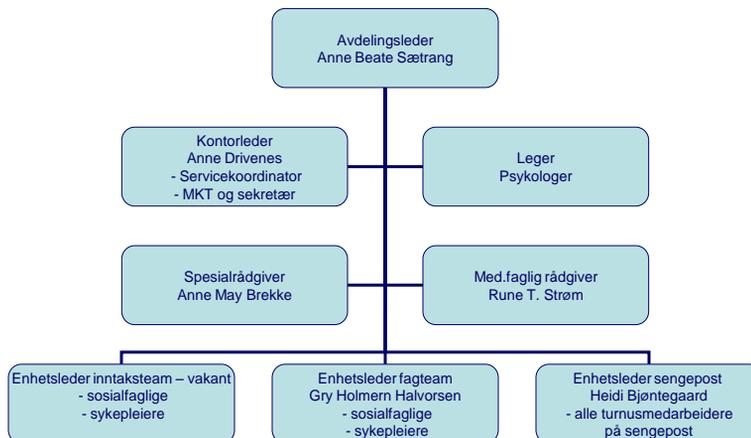 Avdelingsleder
Anne Beate Sætrang
Kontorleder
Anne Drivenes
- Servicekoordinator
- MKT og sekretær
Leger
Psykologer
Spesialrådgiver
Anne May Brekke
Med.faglig rådgiver
Rune T. Strøm
Enhetsleder inntaksteam – vakant
- sosialfaglige
- sykepleiere
Enhetsleder fagteam
Gry Holmern Halvorsen
- sosialfaglige
- sykepleiere
Enhetsleder sengepost
Heidi Bjøntegaard
- alle turnusmedarbeidere
på sengepost